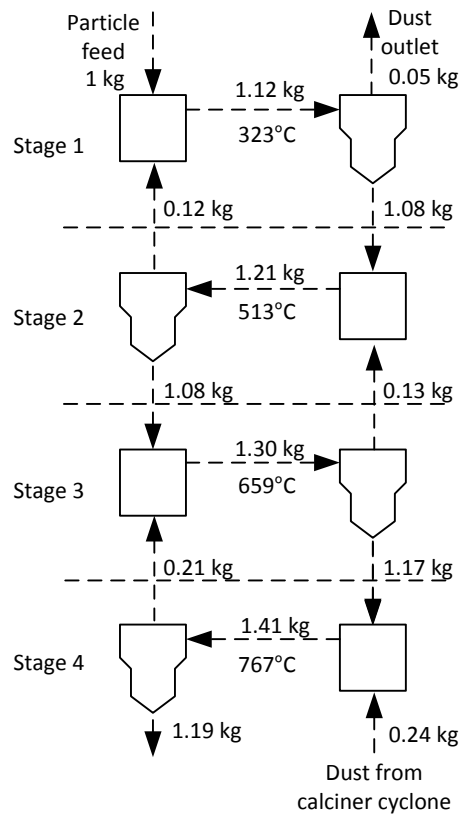 Particle
feed
1 kg
Dust
outlet
0.05 kg
1.12 kg
323°C
Stage 1
0.12 kg
1.08 kg
1.21 kg
513°C
Stage 2
1.08 kg
0.13 kg
1.30 kg
659°C
Stage 3
0.21 kg
1.17 kg
1.41 kg
767°C
Stage 4
1.19 kg
0.24 kg
Dust from
calciner cyclone